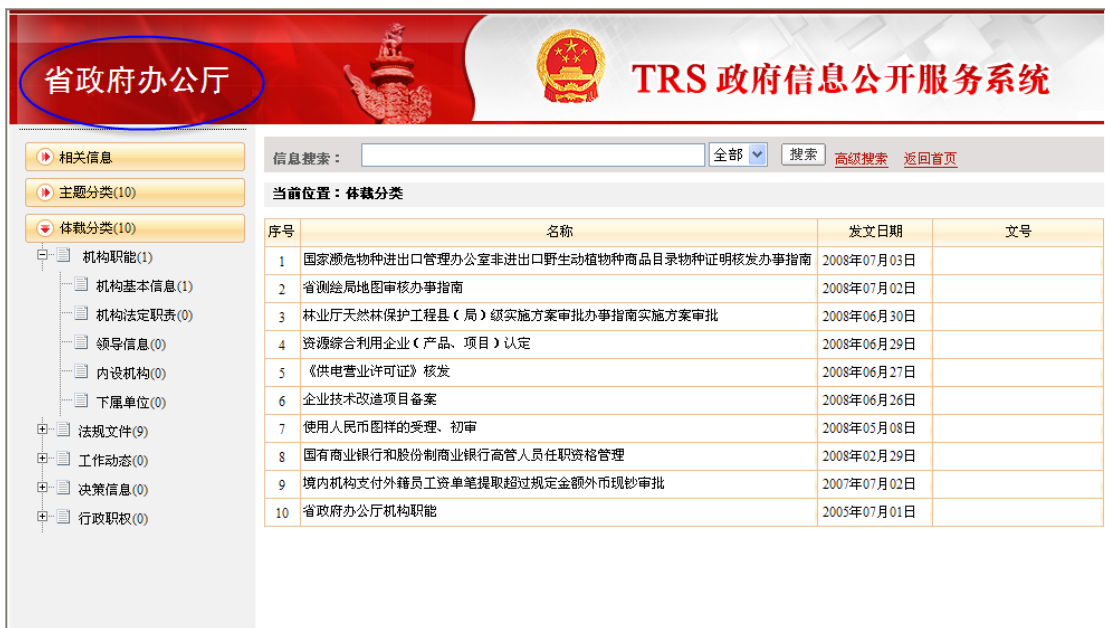 省政府办公厅
TRS 政府信息公开服务系统
相关信息
信息搜索： 全部 搜索 高级搜索 返回首页
主题分类(10)
当前位置：体裁分类
体裁分类(10)
机构职能(1)
机构基本信息(1)
机构法定职责(0)
领导信息(0)
内设机构(0)
下属单位(0)
法规文件(9)
工作动态(0)
决策信息(0)
行政职权(0)
序号 名称 发文日期 文号
1 国家濒危物种进出口管理办公室非进出口野生动植物种商品目录物种证明核发办事指南 2008年07月03日
2 省测绘局地图审核办事指南 2008年07月02日
3 林业厅天然林保护工程县（局）级实施方案审批办事指南实施方案审批 2008年06月30日
4 资源综合利用企业（产品、项目）认定 2008年06月29日
5 《供电营业许可证》核发 2008年06月27日
6 企业技术改造项目备案 2008年06月26日
7 使用人民币图样的受理、初审 2008年05月08日
8 国有商业银行和股份制商业银行高管人员任职资格管理 2008年02月29日
9 境内机构支付外籍员工资单笔提取超过规定金额外币现钞审批 2007年07月02日
10 省政府办公厅机构职能 2005年07月01日